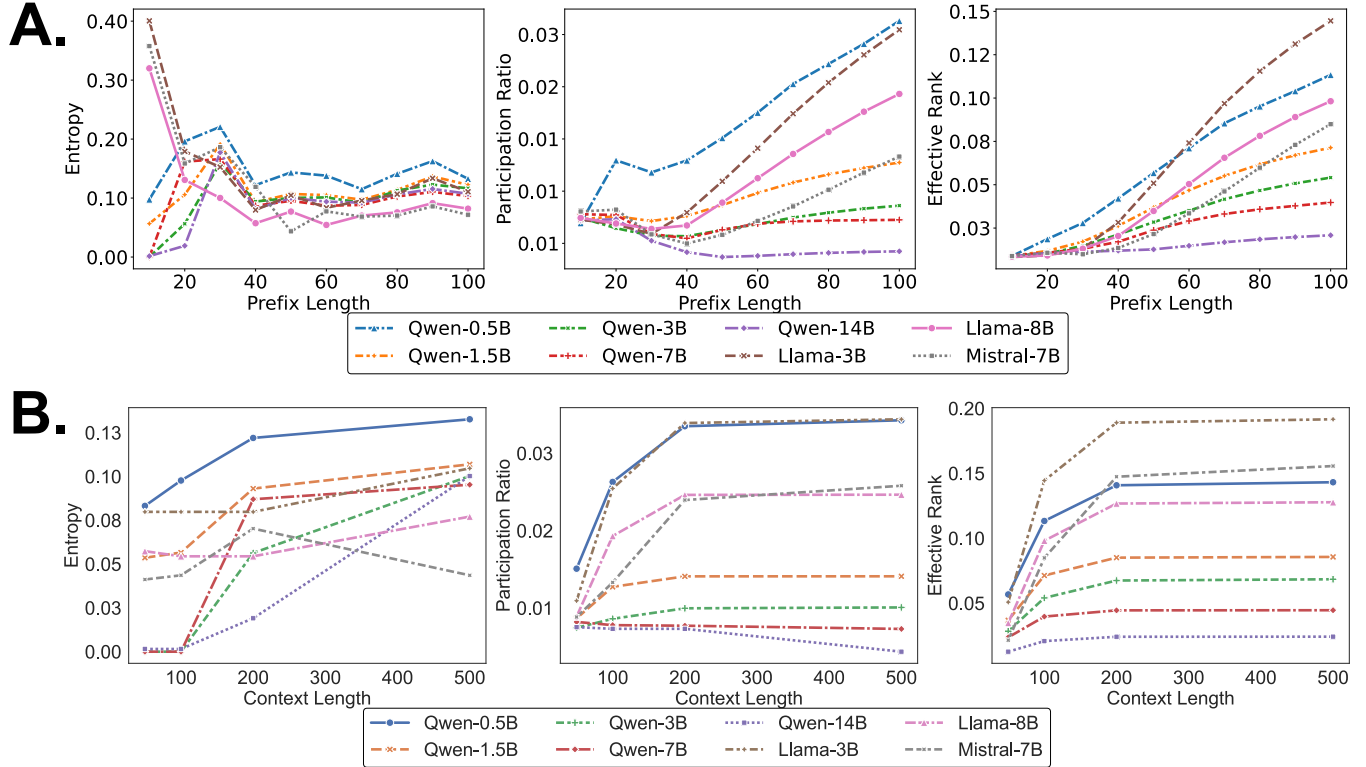 A.
Entropy
0.40
0.30
0.20
0.10
0.00
20 40 60 80 100
Prefix Length
Participation Ratio
0.03
0.02
0.01
0.01
0.01
20 40 60 80 100
Prefix Length
Effective Rank
0.15
0.10
0.08
0.05
0.03
20 40 60 80 100
Prefix Length
Qwen-0.5B Qwen-3B Qwen-14B Llama-8B
Qwen-1.5B Qwen-7B Llama-3B Mistral-7B
B.
Entropy
0.13
0.10
0.08
0.05
0.03
0.00
100 200 300 400 500
Context Length
Participation Ratio
0.03
0.02
0.01
100 200 300 400 500
Context Length
Effective Rank
0.20
0.15
0.10
0.05
100 200 300 400 500
Context Length
Qwen-0.5B Qwen-3B Qwen-14B Llama-8B
Qwen-1.5B Qwen-7B Llama-3B Mistral-7B